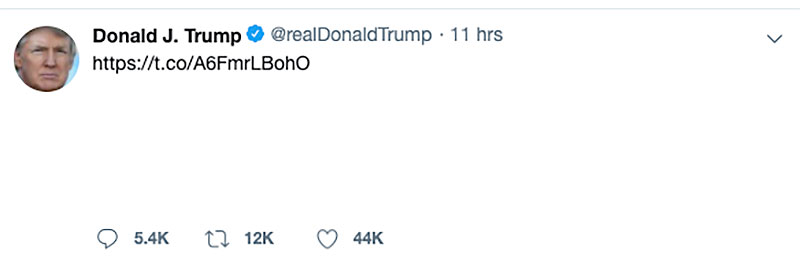 Donald J. Trump @realDonaldTrump · 11 hrs
https://t.co/A6FmrLBohO
5.4K 12K 44K